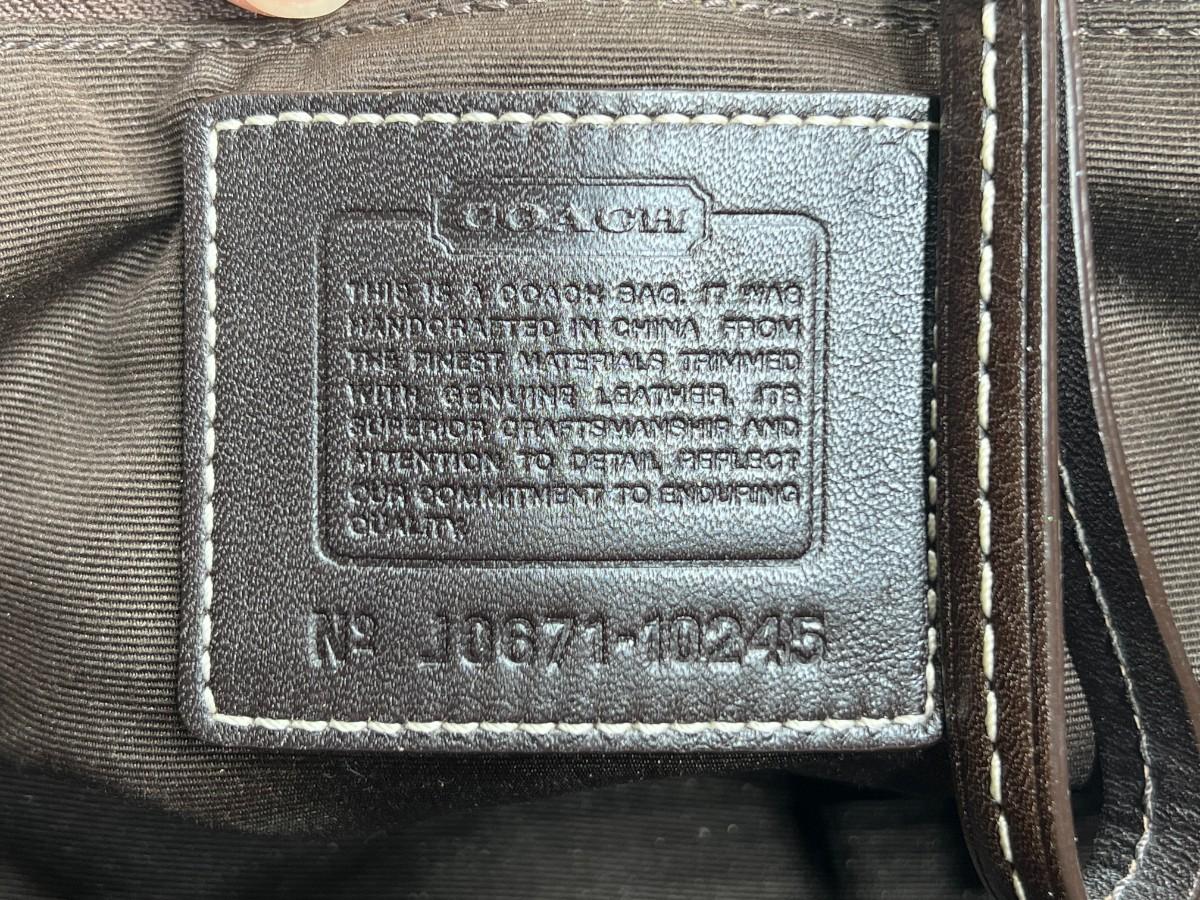 COACH
THIS IS A COACH BAG. IT WAS
HANDCRAFTED IN CHINA FROM
THE FINEST MATERIALS TRIMMED
WITH GENUINE LEATHER. ITS
SUPERIOR CRAFTSMANSHIP AND
ATTENTION TO DETAIL REFLECT
OUR COMMITMENT TO ENDURING
QUALITY.
Nº J0671-10245